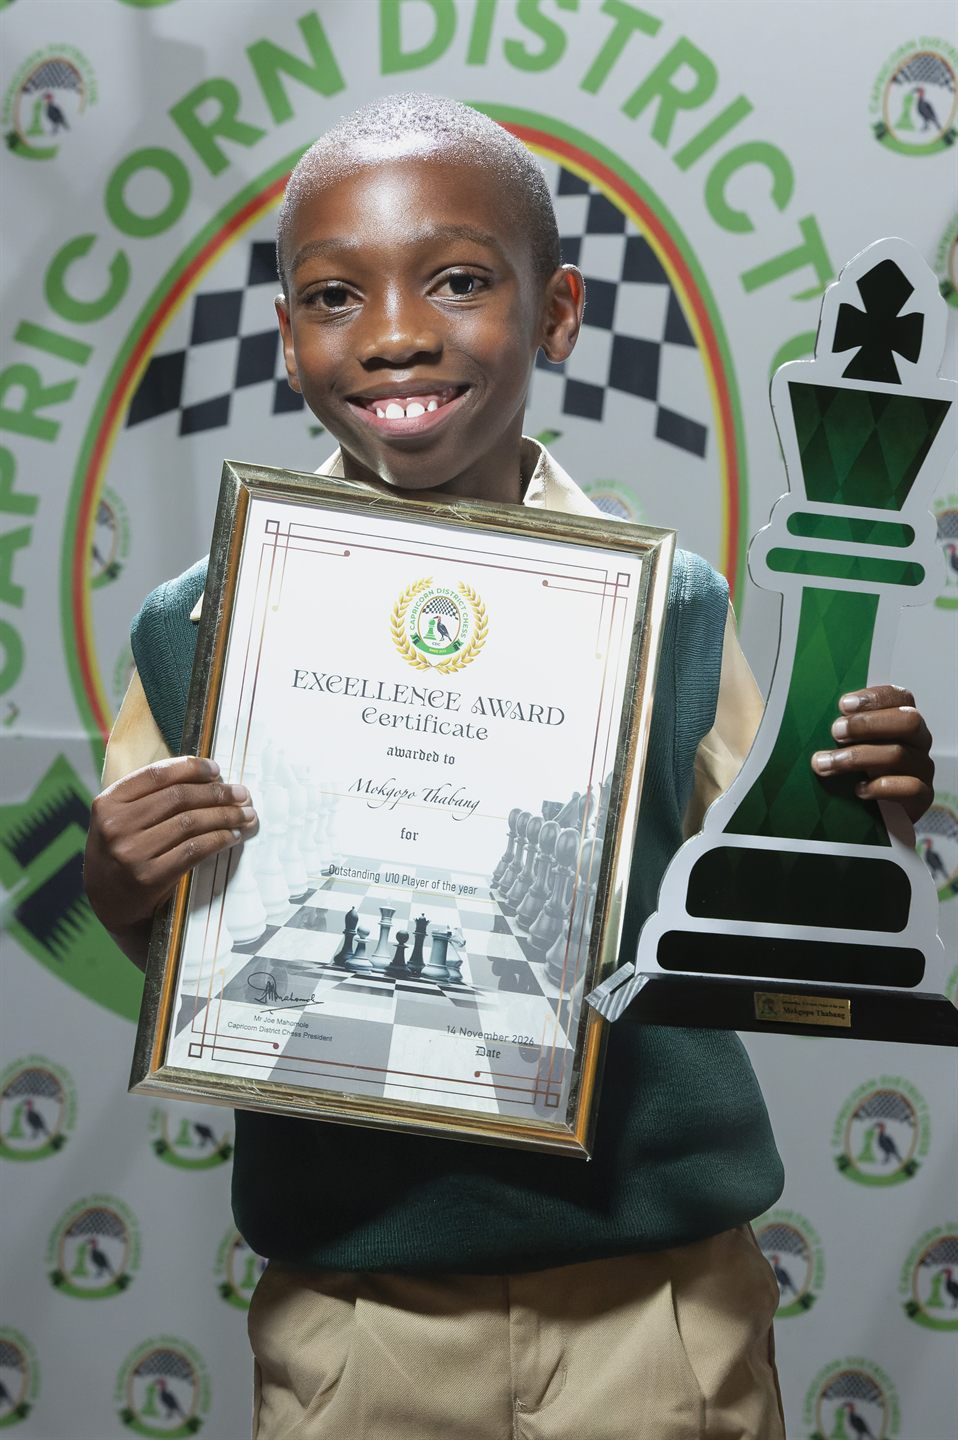 CAPRICORN DISTRICT C
CAPRICORN DISTRICT CHESS
CDC
EXCELLENCE AWARD
Certificate
awarded to
Mokgopo Thabang
for
Outstanding U10 Player of the year
Mr Joe Mahomole
Capricorn District Chess President
14 November 2024
Date
Mokgopo Thabang